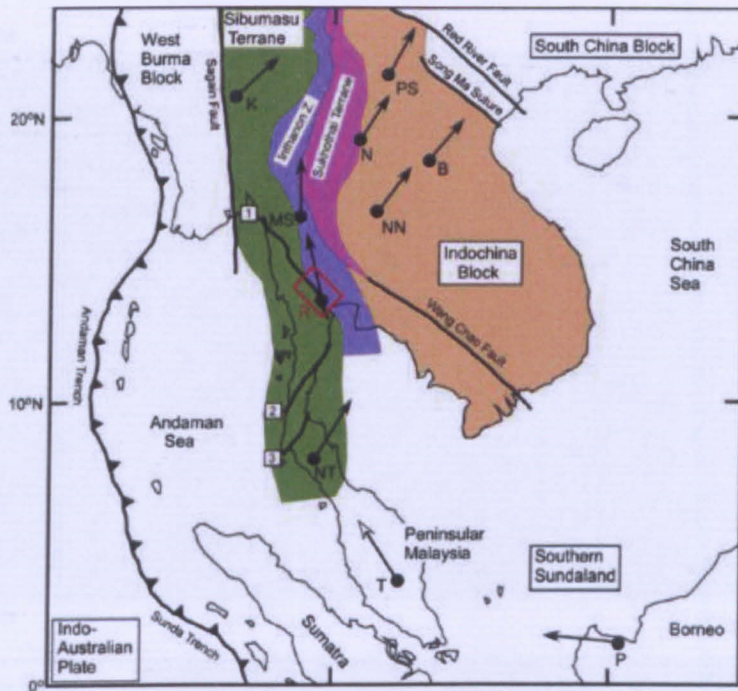 Sibumasu
Terrane
West
Burma
Block
Sagain Fault
Red River Fault
South China Block
Song Ma Suture
K
PS
20°N
Inthanon Z
Sukhothai Terrane
N
B
1
MS
NN
Indochina
Block
South
China
Sea
R
Wang Chao Fault
Andaman Trench
10°N
2
Andaman
Sea
3
NT
Peninsular
Malaysia
T
Southern
Sundaland
Indo-
Australian
Plate
Sunda Trench
Sumatra
Borneo
P
0°